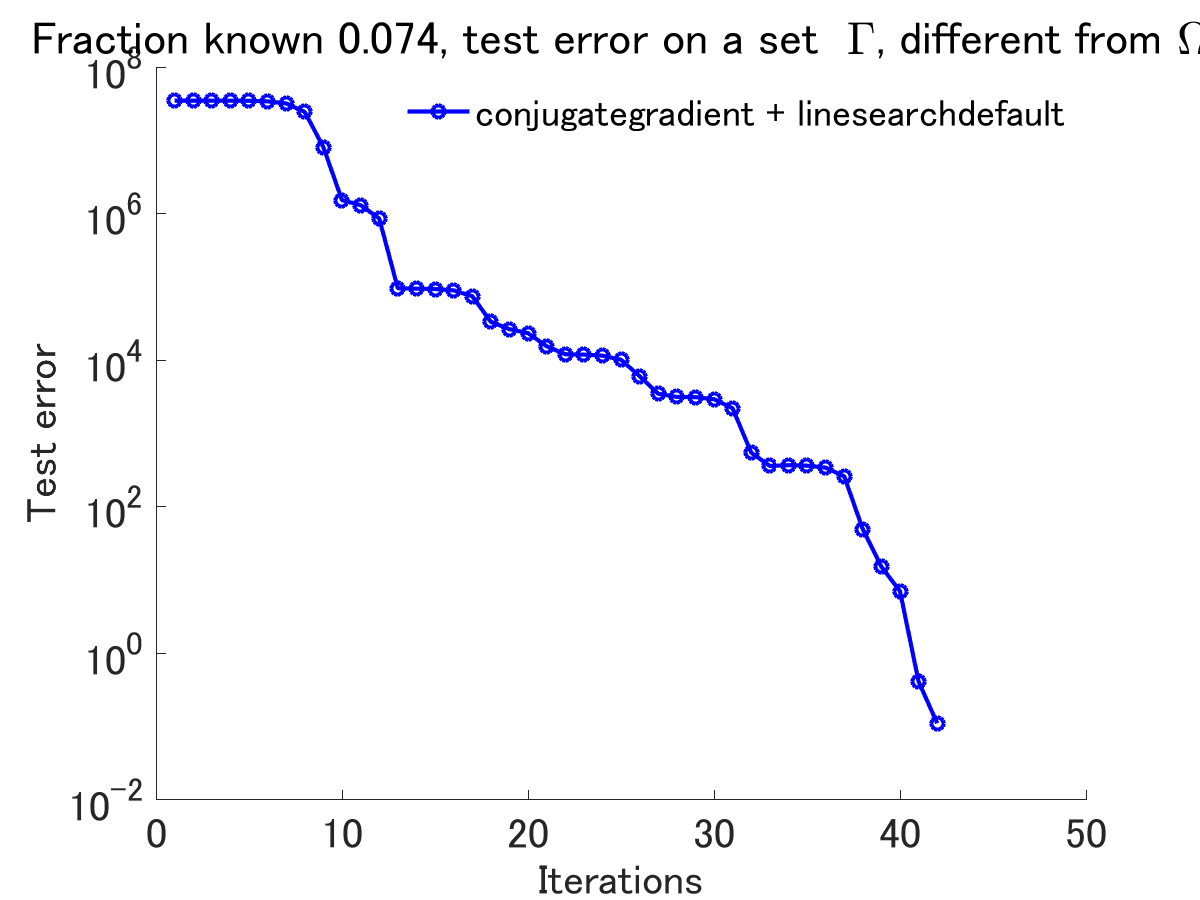 Fraction known 0.074, test error on a set Γ, different from Ω
10^8
conjugategradient + linesearchdefault
10^6
10^4
Test error
10^2
10^0
10^−2
0 10 20 30 40 50
Iterations